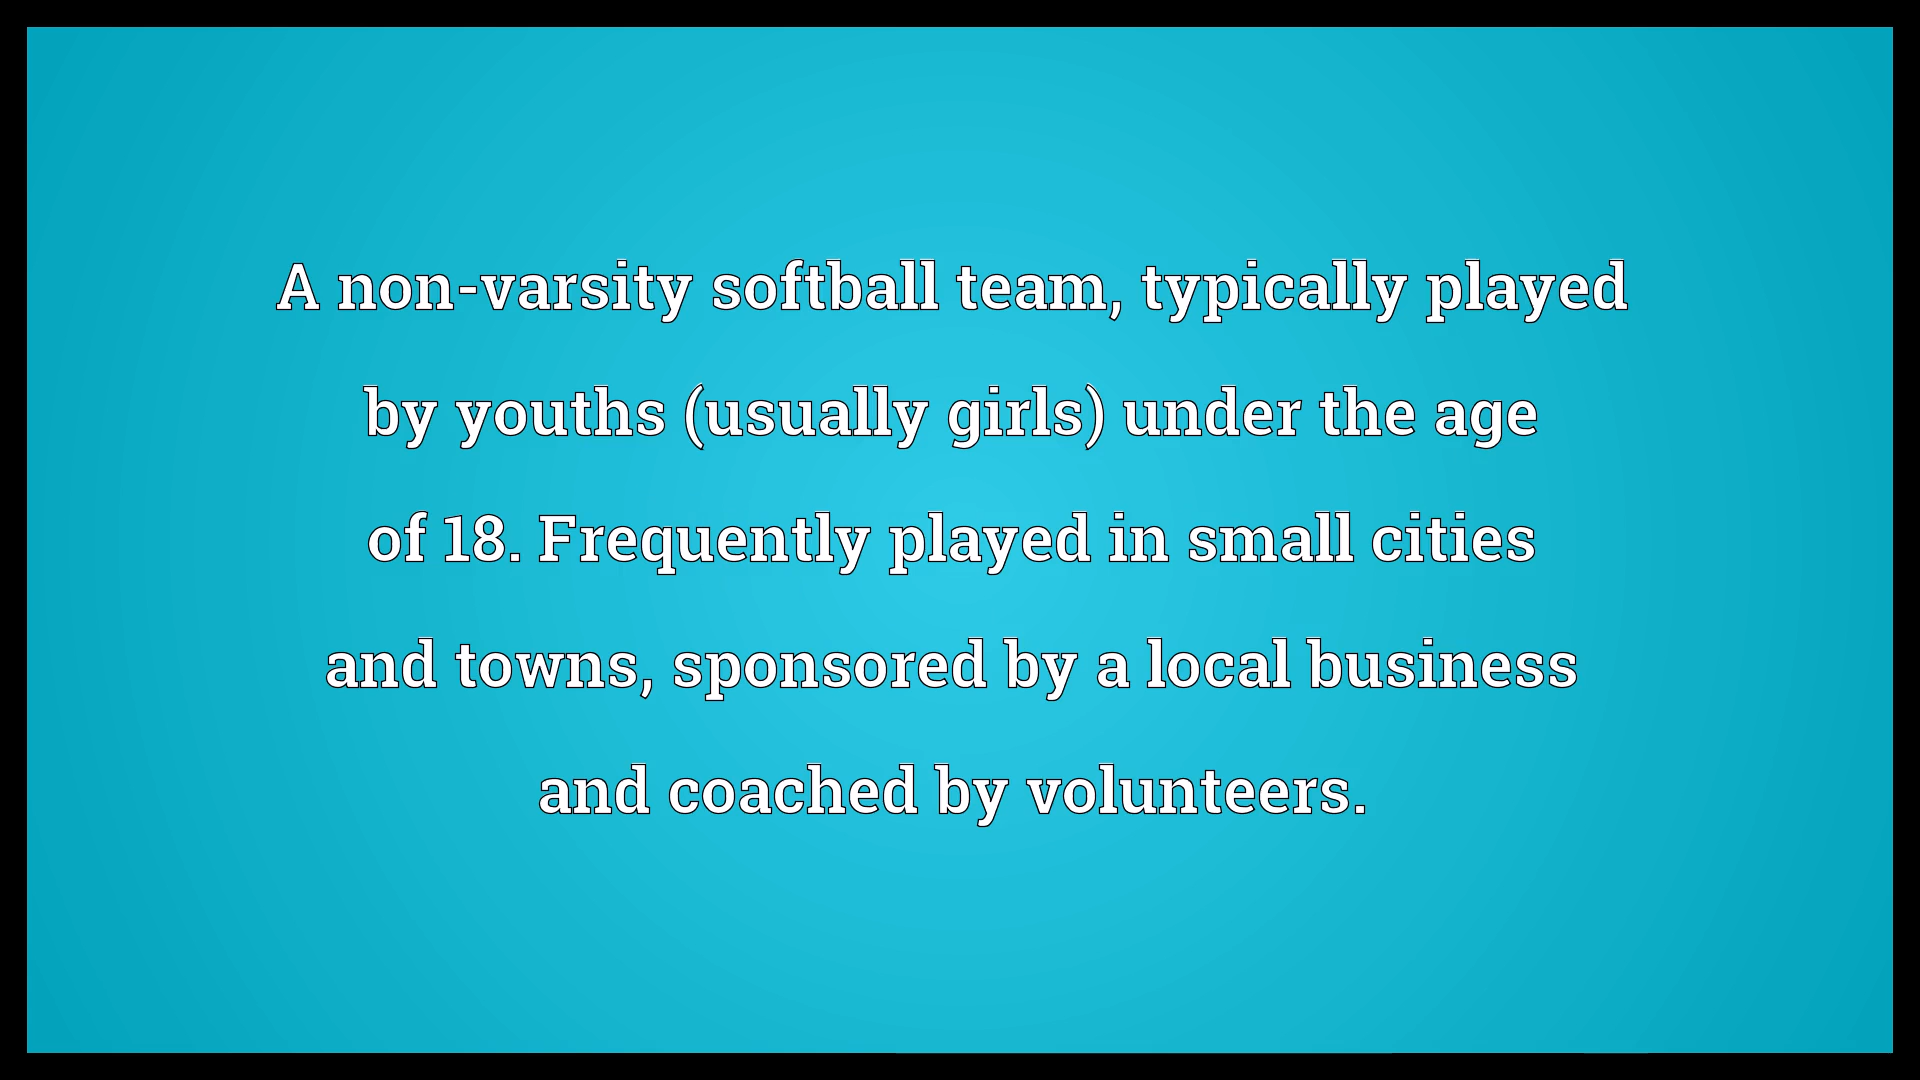 A non-varsity softball team, typically played
by youths (usually girls) under the age
of 18. Frequently played in small cities
and towns, sponsored by a local business
and coached by volunteers.